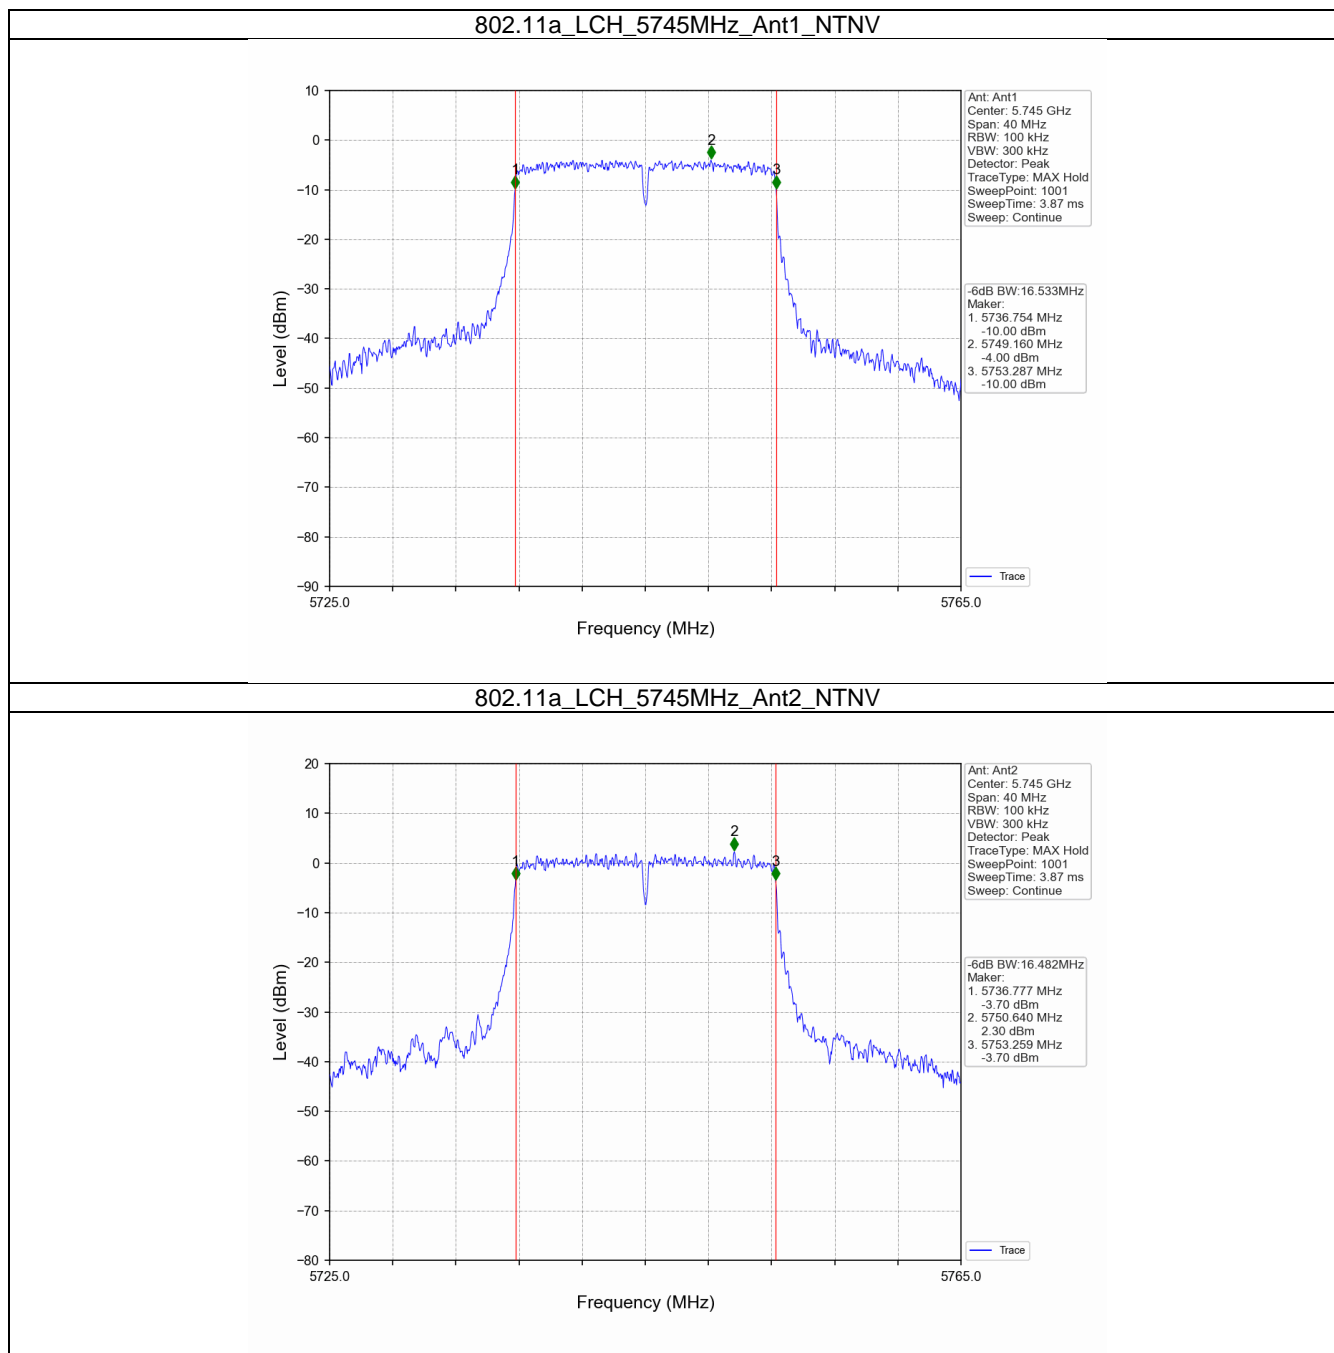 802.11a_LCH_5745MHz_Ant1_NTNV
10
0
−10
−20
−30
−40
−50
−60
−70
−80
−90
Level (dBm)
1
2
3
5725.0
5765.0
Frequency (MHz)
Ant: Ant1
Center: 5.745 GHz
Span: 40 MHz
RBW: 100 kHz
VBW: 300 kHz
Detector: Peak
TraceType: MAX Hold
SweepPoint: 1001
SweepTime: 3.87 ms
Sweep: Continue
-6dB BW:16.533MHz
Maker:
1. 5736.754 MHz
-10.00 dBm
2. 5749.160 MHz
-4.00 dBm
3. 5753.287 MHz
-10.00 dBm
Trace
802.11a_LCH_5745MHz_Ant2_NTNV
20
10
0
−10
−20
−30
−40
−50
−60
−70
−80
Level (dBm)
1
2
3
5725.0
5765.0
Frequency (MHz)
Ant: Ant2
Center: 5.745 GHz
Span: 40 MHz
RBW: 100 kHz
VBW: 300 kHz
Detector: Peak
TraceType: MAX Hold
SweepPoint: 1001
SweepTime: 3.87 ms
Sweep: Continue
-6dB BW:16.482MHz
Maker:
1. 5736.777 MHz
-3.70 dBm
2. 5750.640 MHz
2.30 dBm
3. 5753.259 MHz
-3.70 dBm
Trace